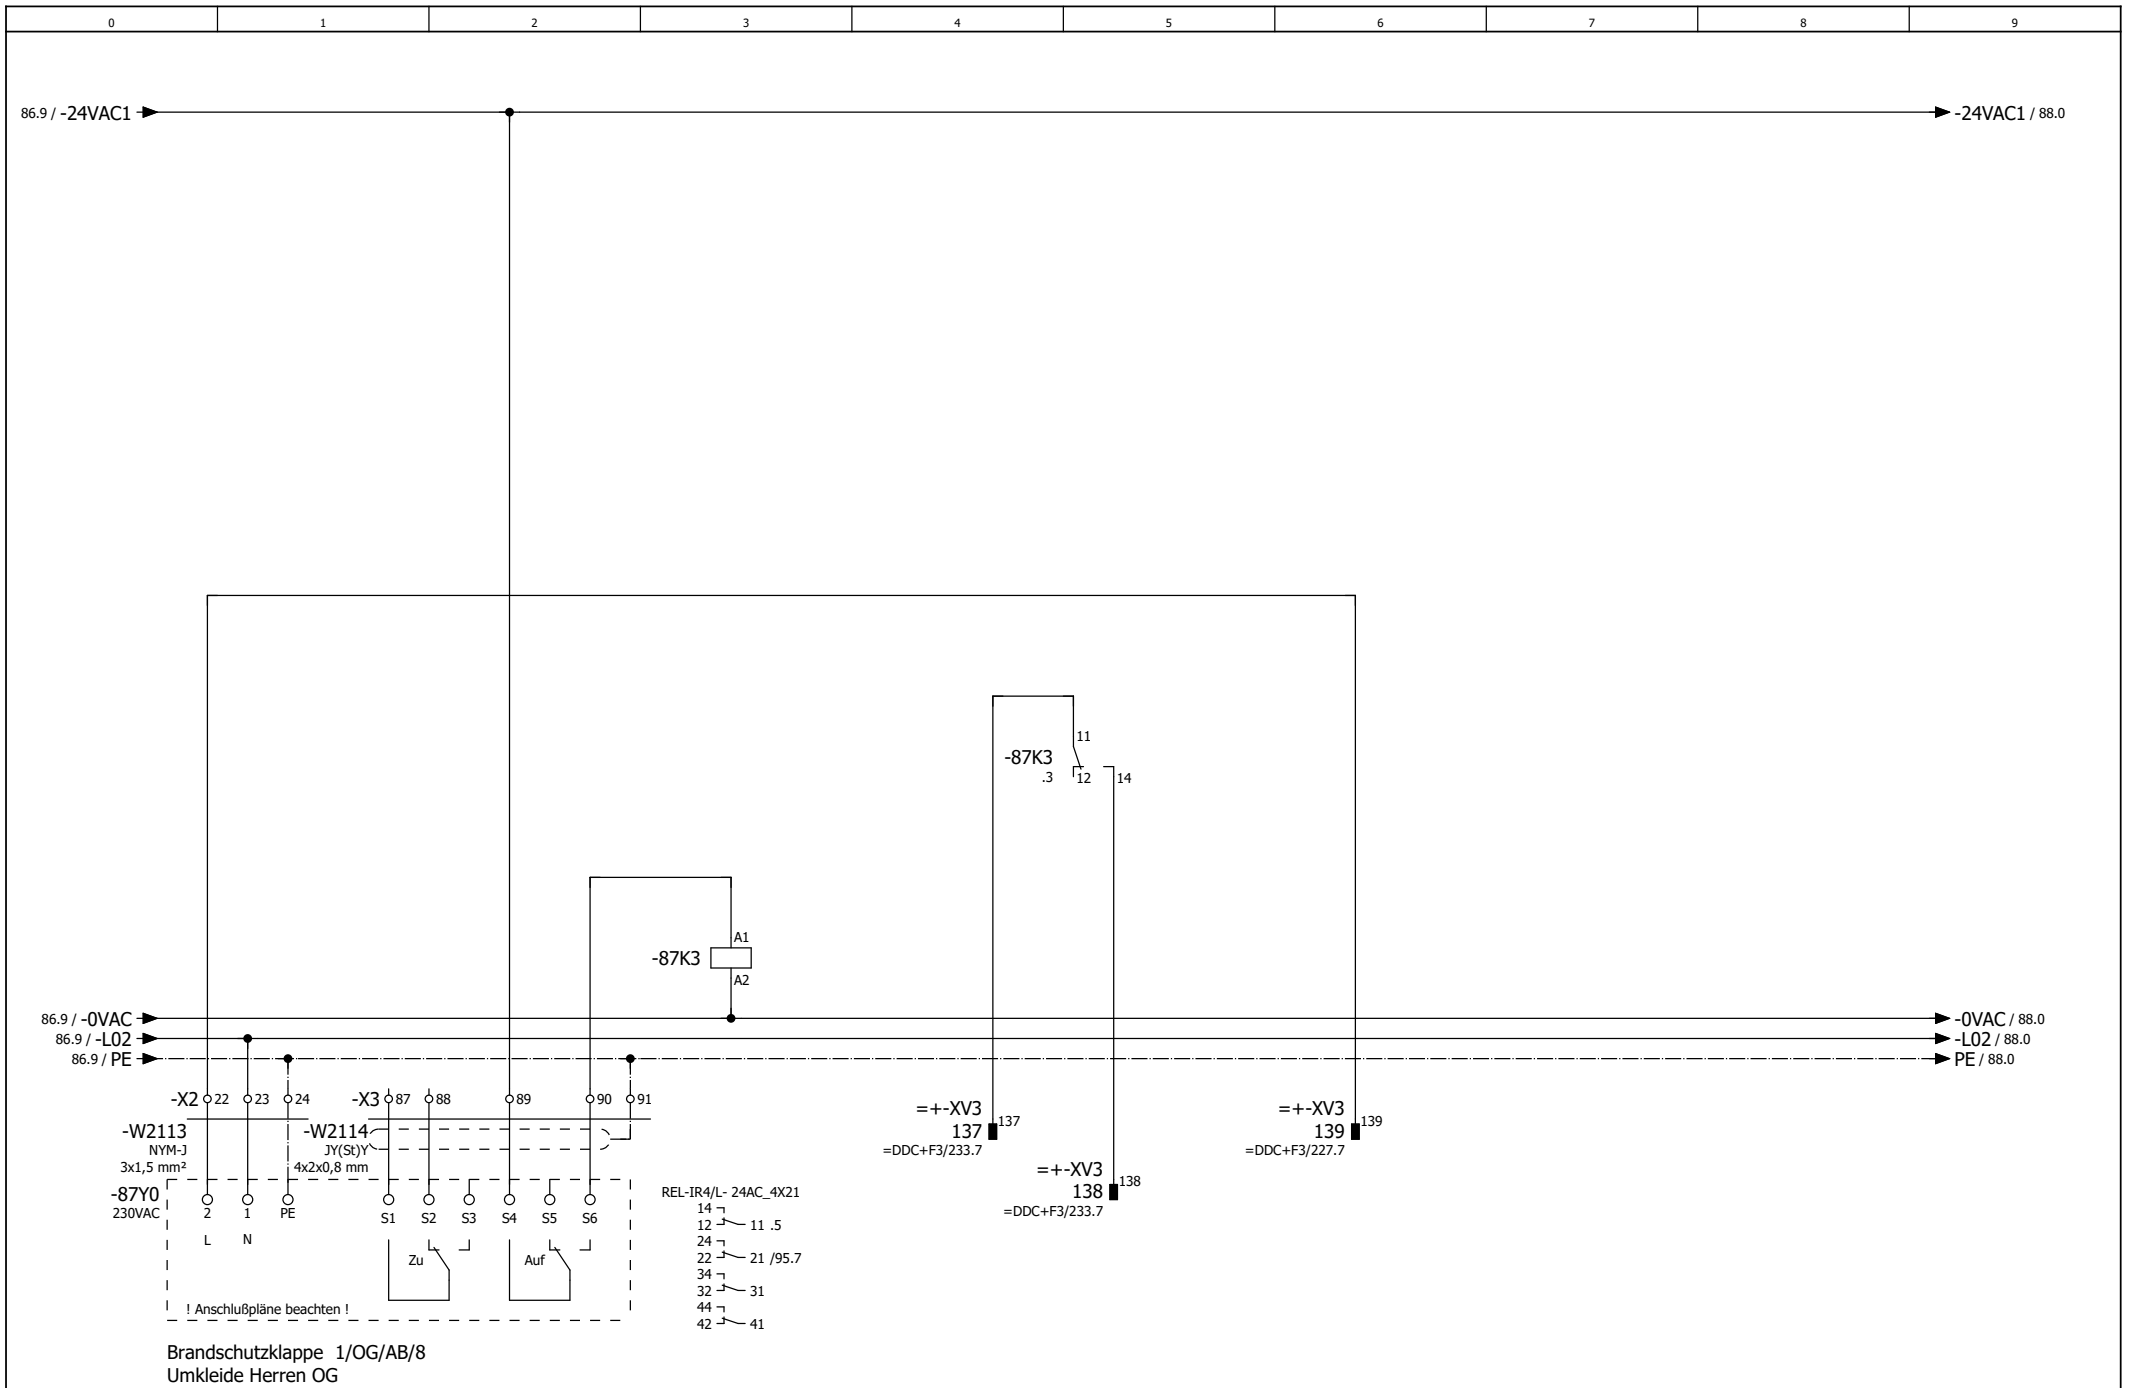 0 1 2 3 4 5 6 7 8 9
86.9 / -24VAC1
-24VAC1 / 88.0
11
-87K3
.3
12
14
A1
-87K3
A2
86.9 / -0VAC
-0VAC / 88.0
86.9 / -L02
-L02 / 88.0
86.9 / PE
PE / 88.0
-X2 22 23 24 -X3 87 88 89 90 91
=+-XV3
137
137
=DDC+F3/233.7
=+-XV3
139
139
=DDC+F3/227.7
-W2113
NYM-J
3x1,5 mm²
-W2114
JY(St)Y
4x2x0,8 mm
=+-XV3
138
138
=DDC+F3/233.7
-87Y0
230VAC
2 1 PE S1 S2 S3 S4 S5 S6
L N
Zu Auf
! Anschlußpläne beachten !
REL-IR4/L- 24AC_4X21
14
12 11 .5
24
22 21 /95.7
34
32 31
44
42 41
Brandschutzklappe 1/OG/AB/8
Umkleide Herren OG